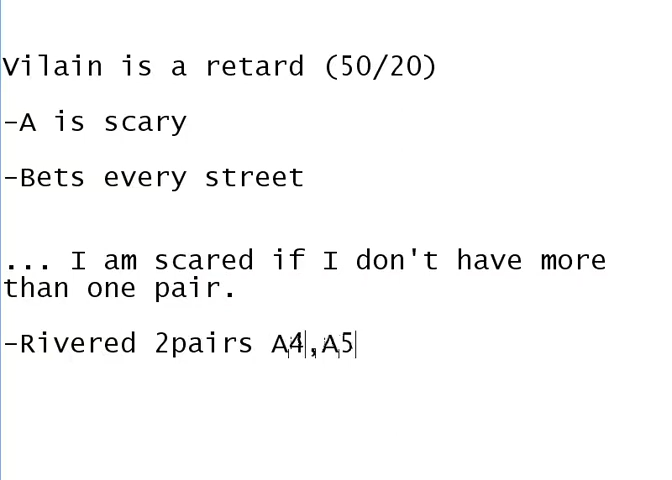 Vilain is a retard (50/20)
-A is scary
-Bets every street
... I am scared if I don't have more
than one pair.
-Rivered 2pairs A4,A5